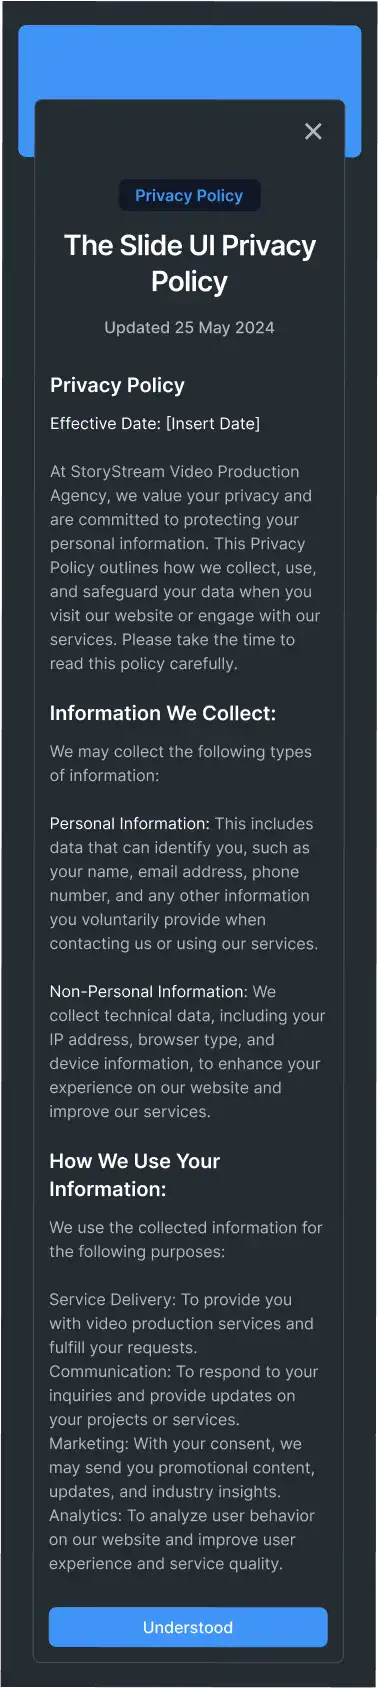 Privacy Policy
The Slide UI Privacy
Policy
Updated 25 May 2024
Privacy Policy
Effective Date: [Insert Date]
At StoryStream Video Production
Agency, we value your privacy and
are committed to protecting your
personal information. This Privacy
Policy outlines how we collect, use,
and safeguard your data when you
visit our website or engage with our
services. Please take the time to
read this policy carefully.
Information We Collect:
We may collect the following types
of information:
Personal Information: This includes
data that can identify you, such as
your name, email address, phone
number, and any other information
you voluntarily provide when
contacting us or using our services.
Non-Personal Information: We
collect technical data, including your
IP address, browser type, and
device information, to enhance your
experience on our website and
improve our services.
How We Use Your
Information:
We use the collected information for
the following purposes:
Service Delivery: To provide you
with video production services and
fulfill your requests.
Communication: To respond to your
inquiries and provide updates on
your projects or services.
Marketing: With your consent, we
may send you promotional content,
updates, and industry insights.
Analytics: To analyze user behavior
on our website and improve user
experience and service quality.
Understood